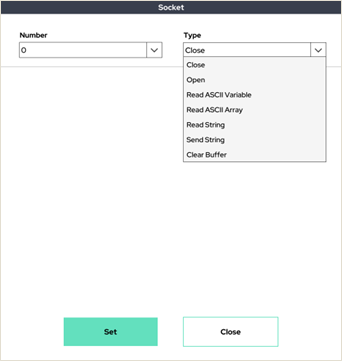 Socket
Number
Type
0
Close
Close
Open
Read ASCII Variable
Read ASCII Array
Read String
Send String
Clear Buffer
Set
Close